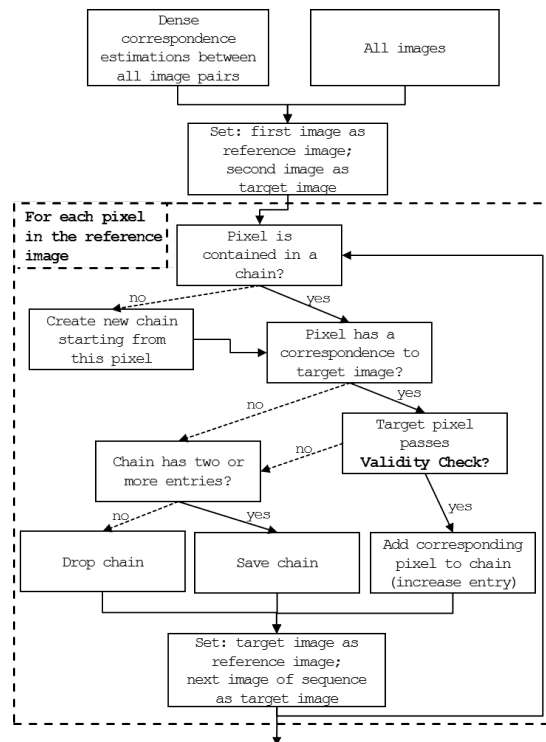 Dense
correspondence
estimations between
all image pairs
All images
Set: first image as
reference image;
second image as
target image
For each pixel
in the reference
image
Pixel is
contained in a
chain?
no
yes
Create new chain
starting from
this pixel
Pixel has a
correspondence to
target image?
no
yes
Target pixel
passes
Validity Check?
no
Chain has two or
more entries?
no
yes
yes
Drop chain
Save chain
Add corresponding
pixel to chain
(increase entry)
Set: target image as
reference image;
next image of sequence
as target image